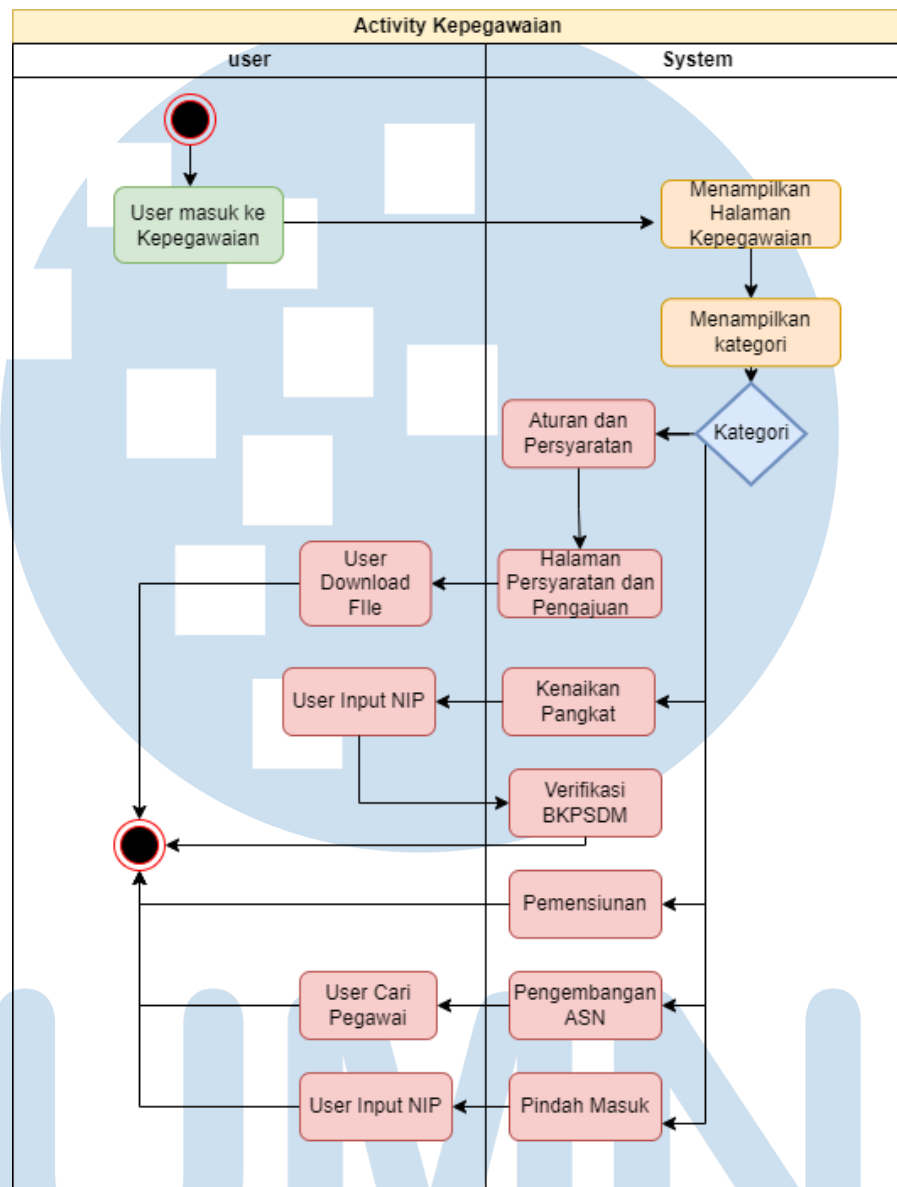 Activity Kepegawaian
user
System
User masuk ke
Kepegawaian
Menampilkan
Halaman
Kepegawaian
Menampilkan
kategori
Kategori
Aturan dan
Persyaratan
User
Download
FIle
Halaman
Persyaratan dan
Pengajuan
User Input NIP
Kenaikan
Pangkat
Verifikasi
BKPSDM
Pemensiunan
User Cari
Pegawai
Pengembangan
ASN
User Input NIP
Pindah Masuk
UMN